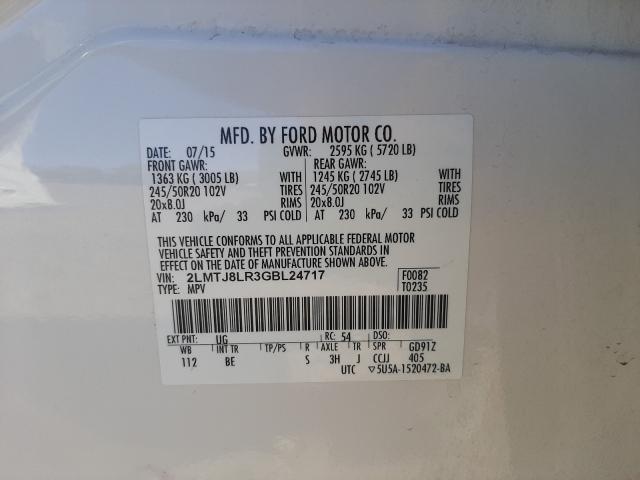 MFD. BY FORD MOTOR CO.
DATE: 07/15 GVWR: 2595 KG ( 5720 LB)
FRONT GAWR: REAR GAWR:
1363 KG ( 3005 LB) 1245 KG ( 2745 LB)
245/50R20 102V TIRES 245/50R20 102V TIRES
20x8.0J RIMS 20x8.0J RIMS
AT 230 kPa/ 33 PSI COLD AT 230 kPa/ 33 PSI COLD
THIS VEHICLE CONFORMS TO ALL APPLICABLE FEDERAL MOTOR
VEHICLE SAFETY AND THEFT PREVENTION STANDARDS IN
EFFECT ON THE DATE OF MANUFACTURE SHOWN ABOVE.
VIN: 2LMTJ8LR3GBL24717 F0082
TYPE: MPV T0235
EXT PNT: UG RC: 54 DSO:
WB INT TR TP/PS R AXLE TR SPR GD91Z
112 BE S 3H J CCJJ 405
UTC ▽5U5A-1520472-BA